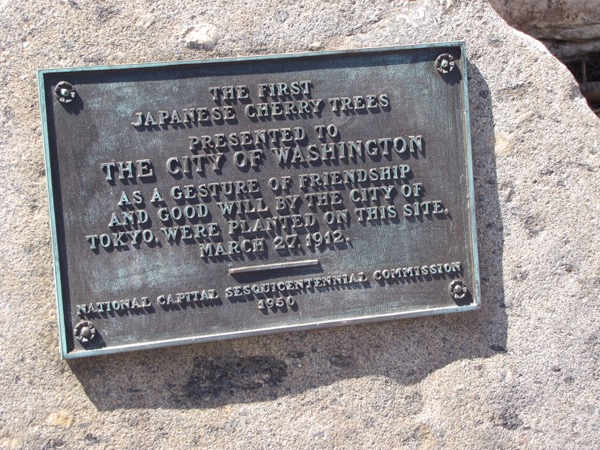 THE FIRST
JAPANESE CHERRY TREES
PRESENTED TO
THE CITY OF WASHINGTON
AS A GESTURE OF FRIENDSHIP
AND GOOD WILL BY THE CITY OF
TOKYO, WERE PLANTED ON THIS SITE,
MARCH 27, 1912.
NATIONAL CAPITAL SESQUICENTENNIAL COMMISSION
1950